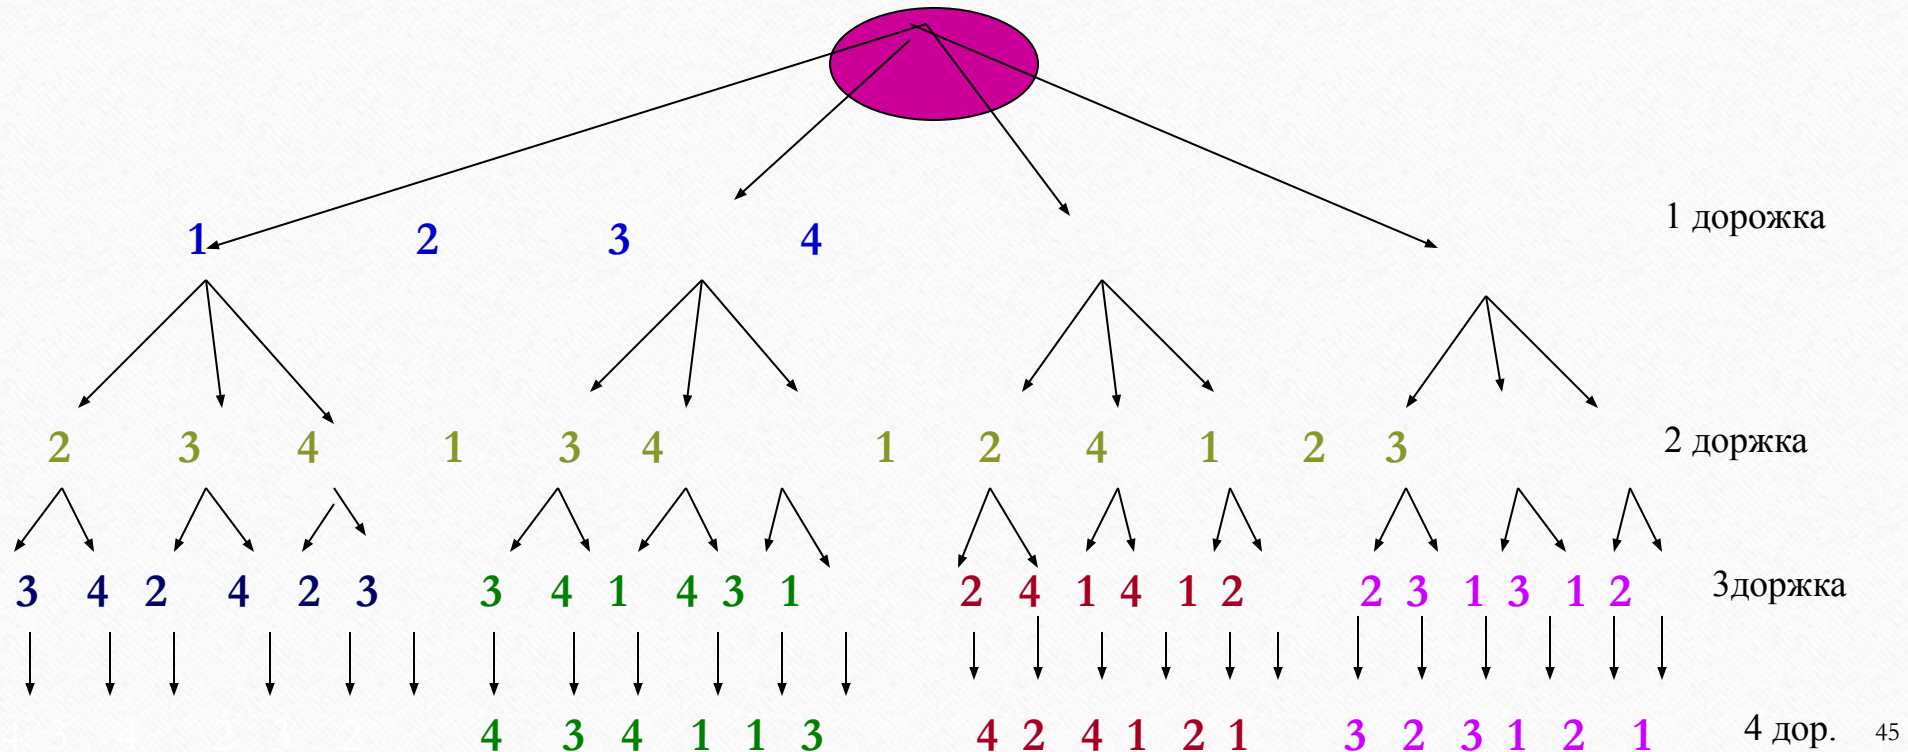 1 2 3 4 1 дорожка
2 3 4 1 3 4 1 2 4 1 2 3 2 доржка
3 4 2 4 2 3 3 4 1 4 3 1 2 4 1 4 1 2 2 3 1 3 1 2 3доржка
4 3 4 1 1 3 4 2 4 1 2 1 3 2 3 1 2 1 4 дор. 45